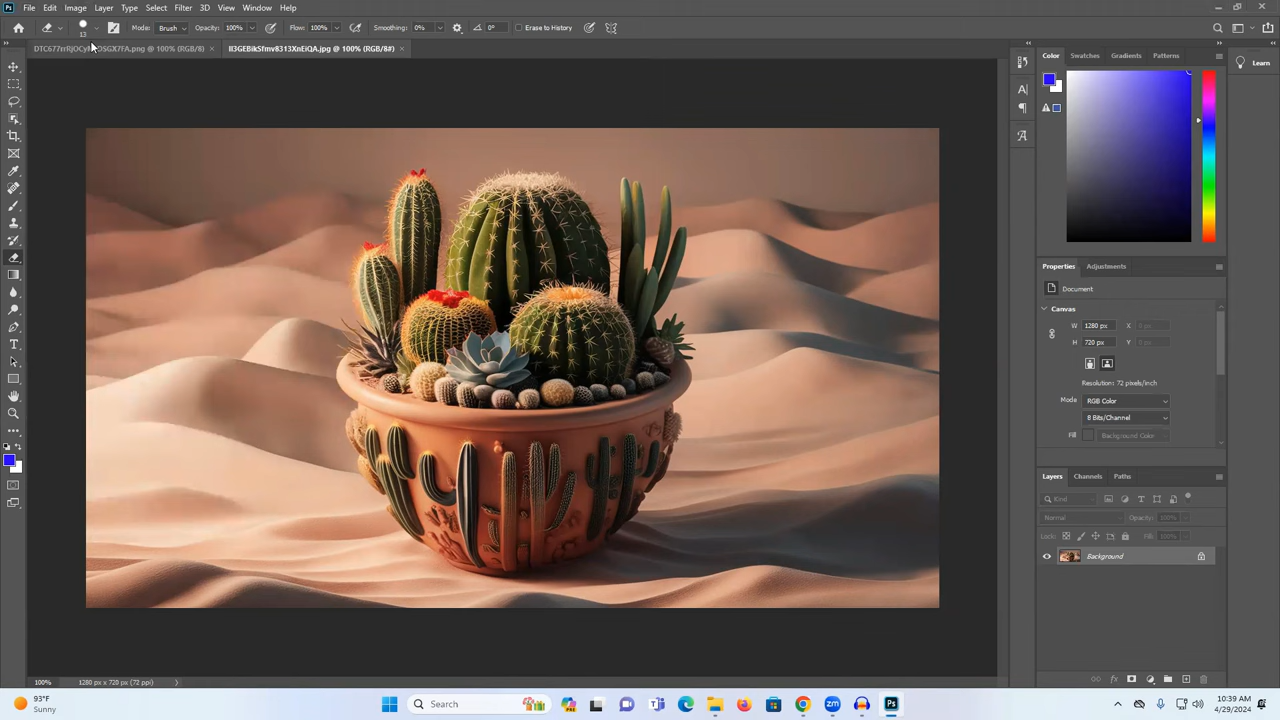 File Edit Image Layer Type Select Filter 3D View Window Help
13 Mode: Brush Opacity: 100% Flow: 100% Smoothing: 0% 0° Erase to History
@ 100% (RGB/8) × @ 100% (RGB/8#) ×
Learn
Color Swatches Gradients Patterns
Properties Adjustments
Document
Canvas
W 1280 px X 0 px
H 720 px Y 0 px
Resolution: 72 pixels/inch
Mode RGB Color
8 Bits/Channel
Fill Background Color
Layers Channels Paths
Kind
Normal Opacity: 100%
Lock: Fill: 100%
Background
100% 1280 px x 720 px (72 ppi)
93°F
Sunny
Search
10:39 AM
4/29/2024